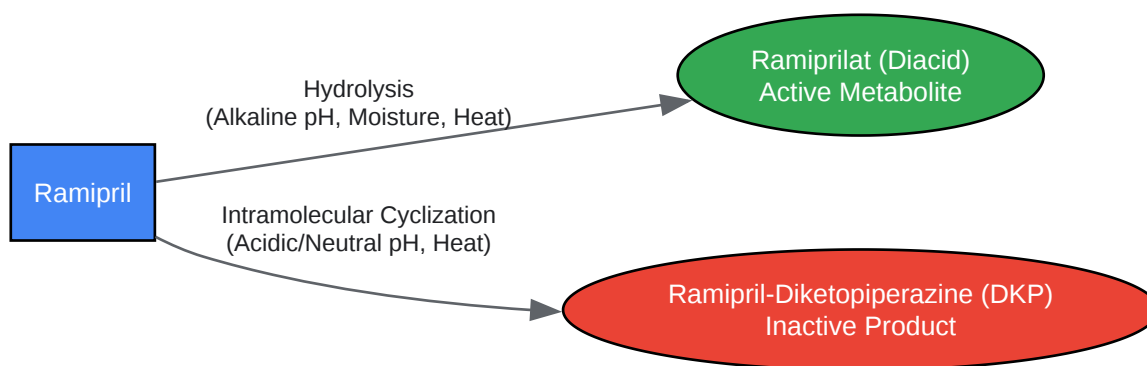 Ramipril
Hydrolysis
(Alkaline pH, Moisture, Heat)
Ramiprilat (Diacid)
Active Metabolite
Intramolecular Cyclization
(Acidic/Neutral pH, Heat)
Ramipril-Diketopiperazine (DKP)
Inactive Product